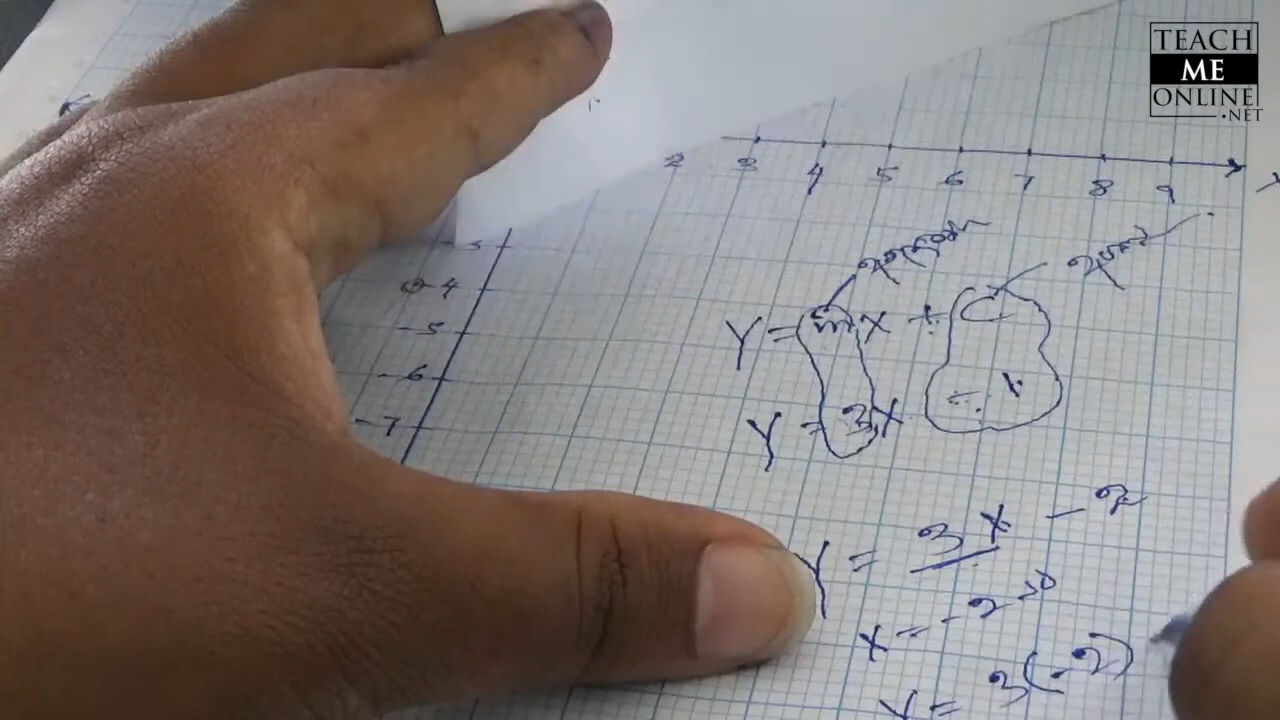 TEACH
ME
ONLINE
.NET
2 3 4 5 6 7 8 9
-4
-5
-6
-7
Y = mX + C
Y = 3X
Y = 3X - 2
X = -2
Y = 3(-2)